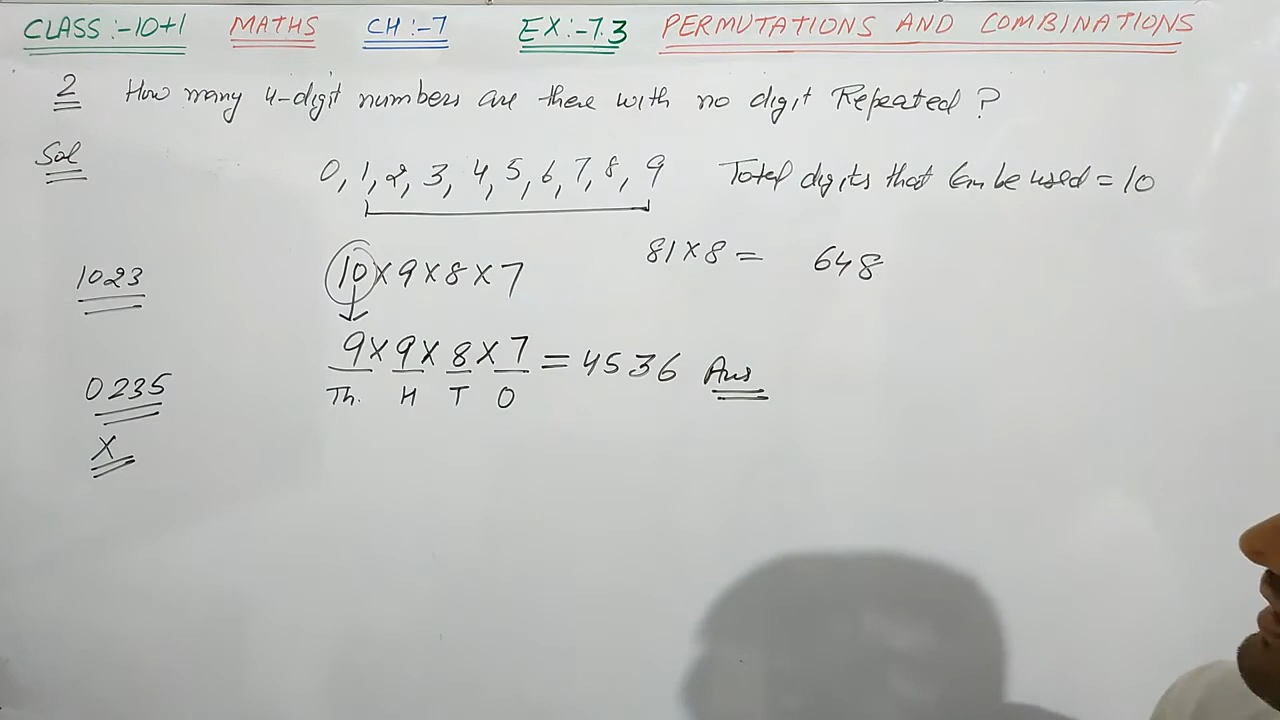 CLASS:-10+1 MATHS CH:-7 EX:-7.3 PERMUTATIONS AND COMBINATIONS
2 How many 4-digit numbers are there with no digit Repeated?
Sol 0, 1, 2, 3, 4, 5, 6, 7, 8, 9 Total digits that can be used = 10
1023 10×9×8×7 81×8 = 648
9×9×8×7 = 4536 Ans
0235 Th. H T O
X